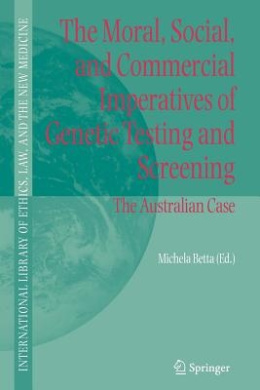 The Moral, Social,
and Commercial
Imperatives of
Genetic Testing and
Screening
The Australian Case
Michela Betta (Ed.)
Springer
INTERNATIONAL LIBRARY OF ETHICS, LAW, AND THE NEW MEDICINE